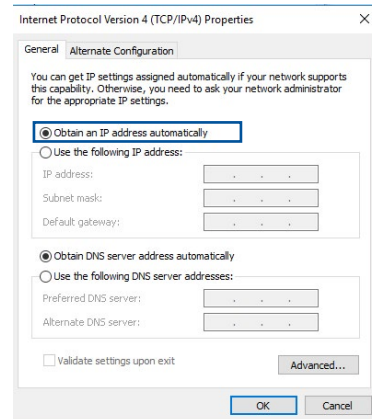 Internet Protocol Version 4 (TCP/IPv4) Properties
General Alternate Configuration
You can get IP settings assigned automatically if your network supports
this capability. Otherwise, you need to ask your network administrator
for the appropriate IP settings.
Obtain an IP address automatically
Use the following IP address:
IP address:
Subnet mask:
Default gateway:
Obtain DNS server address automatically
Use the following DNS server addresses:
Preferred DNS server:
Alternate DNS server:
Validate settings upon exit
Advanced...
OK Cancel